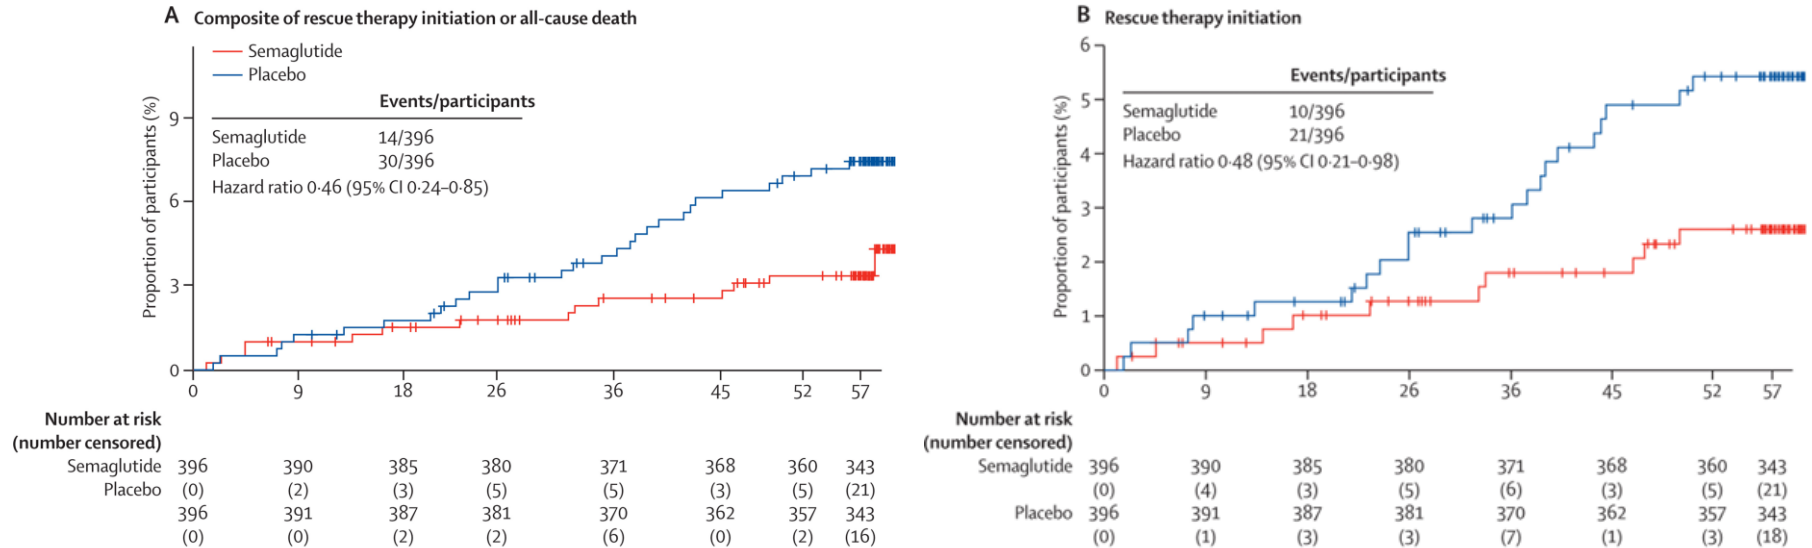 A Composite of rescue therapy initiation or all-cause death
Semaglutide
Placebo
Events/participants
Semaglutide 14/396
Placebo 30/396
Hazard ratio 0·46 (95% CI 0·24–0·85)
Proportion of participants (%)
9
6
3
0
0 9 18 26 36 45 52 57
Number at risk
(number censored)
Semaglutide 396 390 385 380 371 368 360 343
Placebo (0) (2) (3) (5) (5) (3) (5) (21)
396 391 387 381 370 362 357 343
(0) (0) (2) (2) (6) (0) (2) (16)
B Rescue therapy initiation
Events/participants
Semaglutide 10/396
Placebo 21/396
Hazard ratio 0·48 (95% CI 0·21–0·98)
Proportion of participants (%)
6
5
4
3
2
1
0
0 9 18 26 36 45 52 57
Number at risk
(number censored)
Semaglutide 396 390 385 380 371 368 360 343
(0) (4) (3) (5) (6) (3) (5) (21)
Placebo 396 391 387 381 370 362 357 343
(0) (1) (3) (3) (7) (1) (3) (18)